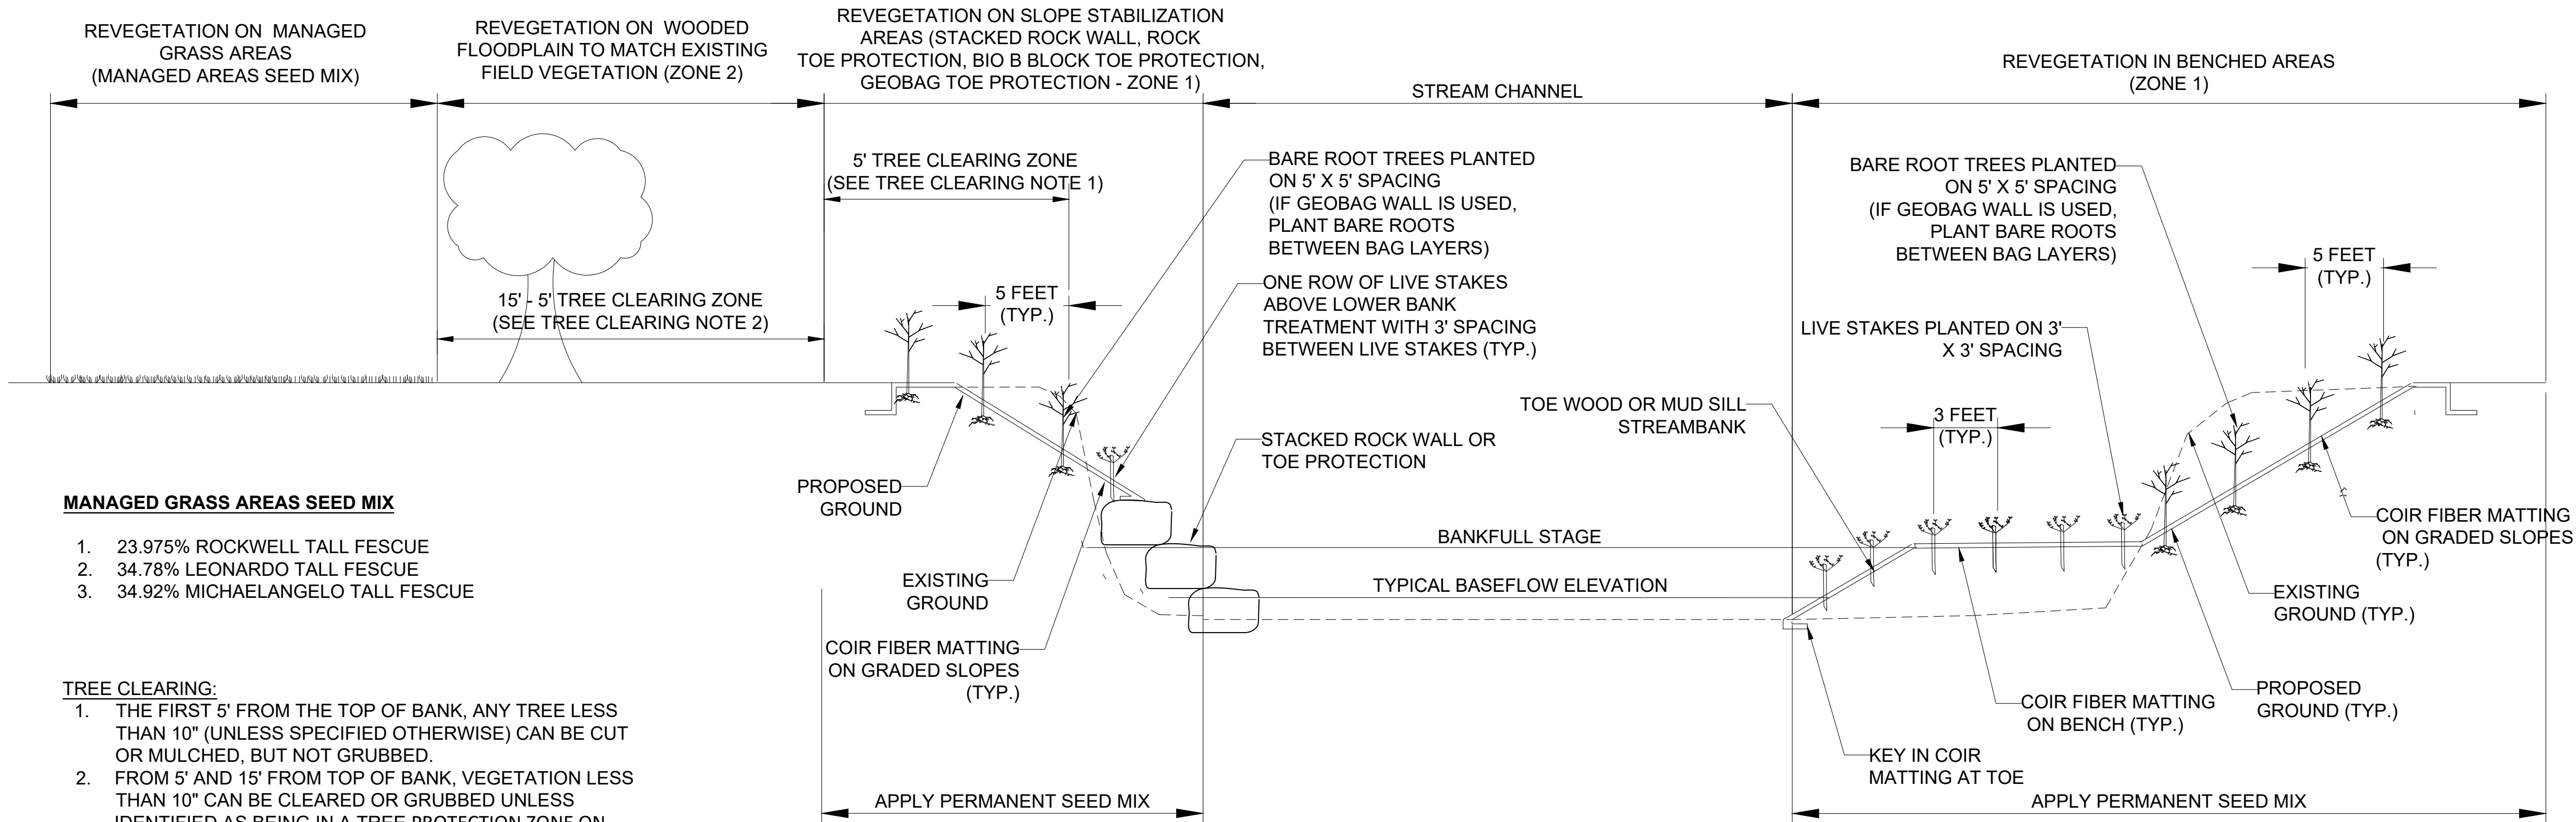 REVEGETATION ON MANAGED
GRASS AREAS
(MANAGED AREAS SEED MIX)
REVEGETATION ON WOODED
FLOODPLAIN TO MATCH EXISTING
FIELD VEGETATION (ZONE 2)
REVEGETATION ON SLOPE STABILIZATION
AREAS (STACKED ROCK WALL, ROCK
TOE PROTECTION, BIO B BLOCK TOE PROTECTION,
GEOBAG TOE PROTECTION - ZONE 1)
STREAM CHANNEL
REVEGETATION IN BENCHED AREAS
(ZONE 1)
5' TREE CLEARING ZONE
(SEE TREE CLEARING NOTE 1)
15' - 5' TREE CLEARING ZONE
(SEE TREE CLEARING NOTE 2)
5 FEET
(TYP.)
BARE ROOT TREES PLANTED
ON 5' X 5' SPACING
(IF GEOBAG WALL IS USED,
PLANT BARE ROOTS
BETWEEN BAG LAYERS)
ONE ROW OF LIVE STAKES
ABOVE LOWER BANK
TREATMENT WITH 3' SPACING
BETWEEN LIVE STAKES (TYP.)
STACKED ROCK WALL OR
TOE PROTECTION
PROPOSED
GROUND
EXISTING
GROUND
COIR FIBER MATTING
ON GRADED SLOPES
(TYP.)
BANKFULL STAGE
TYPICAL BASEFLOW ELEVATION
TOE WOOD OR MUD SILL
STREAMBANK
BARE ROOT TREES PLANTED
ON 5' X 5' SPACING
(IF GEOBAG WALL IS USED,
PLANT BARE ROOTS
BETWEEN BAG LAYERS)
LIVE STAKES PLANTED ON 3'
X 3' SPACING
3 FEET
(TYP.)
5 FEET
(TYP.)
COIR FIBER MATTING
ON GRADED SLOPES
(TYP.)
EXISTING
GROUND (TYP.)
PROPOSED
GROUND (TYP.)
COIR FIBER MATTING
ON BENCH (TYP.)
KEY IN COIR
MATTING AT TOE
APPLY PERMANENT SEED MIX
APPLY PERMANENT SEED MIX
MANAGED GRASS AREAS SEED MIX
1. 23.975% ROCKWELL TALL FESCUE
2. 34.78% LEONARDO TALL FESCUE
3. 34.92% MICHAELANGELO TALL FESCUE
TREE CLEARING:
1. THE FIRST 5' FROM THE TOP OF BANK, ANY TREE LESS
THAN 10" (UNLESS SPECIFIED OTHERWISE) CAN BE CUT
OR MULCHED, BUT NOT GRUBBED.
2. FROM 5' AND 15' FROM TOP OF BANK, VEGETATION LESS
THAN 10" CAN BE CLEARED OR GRUBBED UNLESS
IDENTIFIED AS BEING IN A TREE PROTECTION ZONE ON